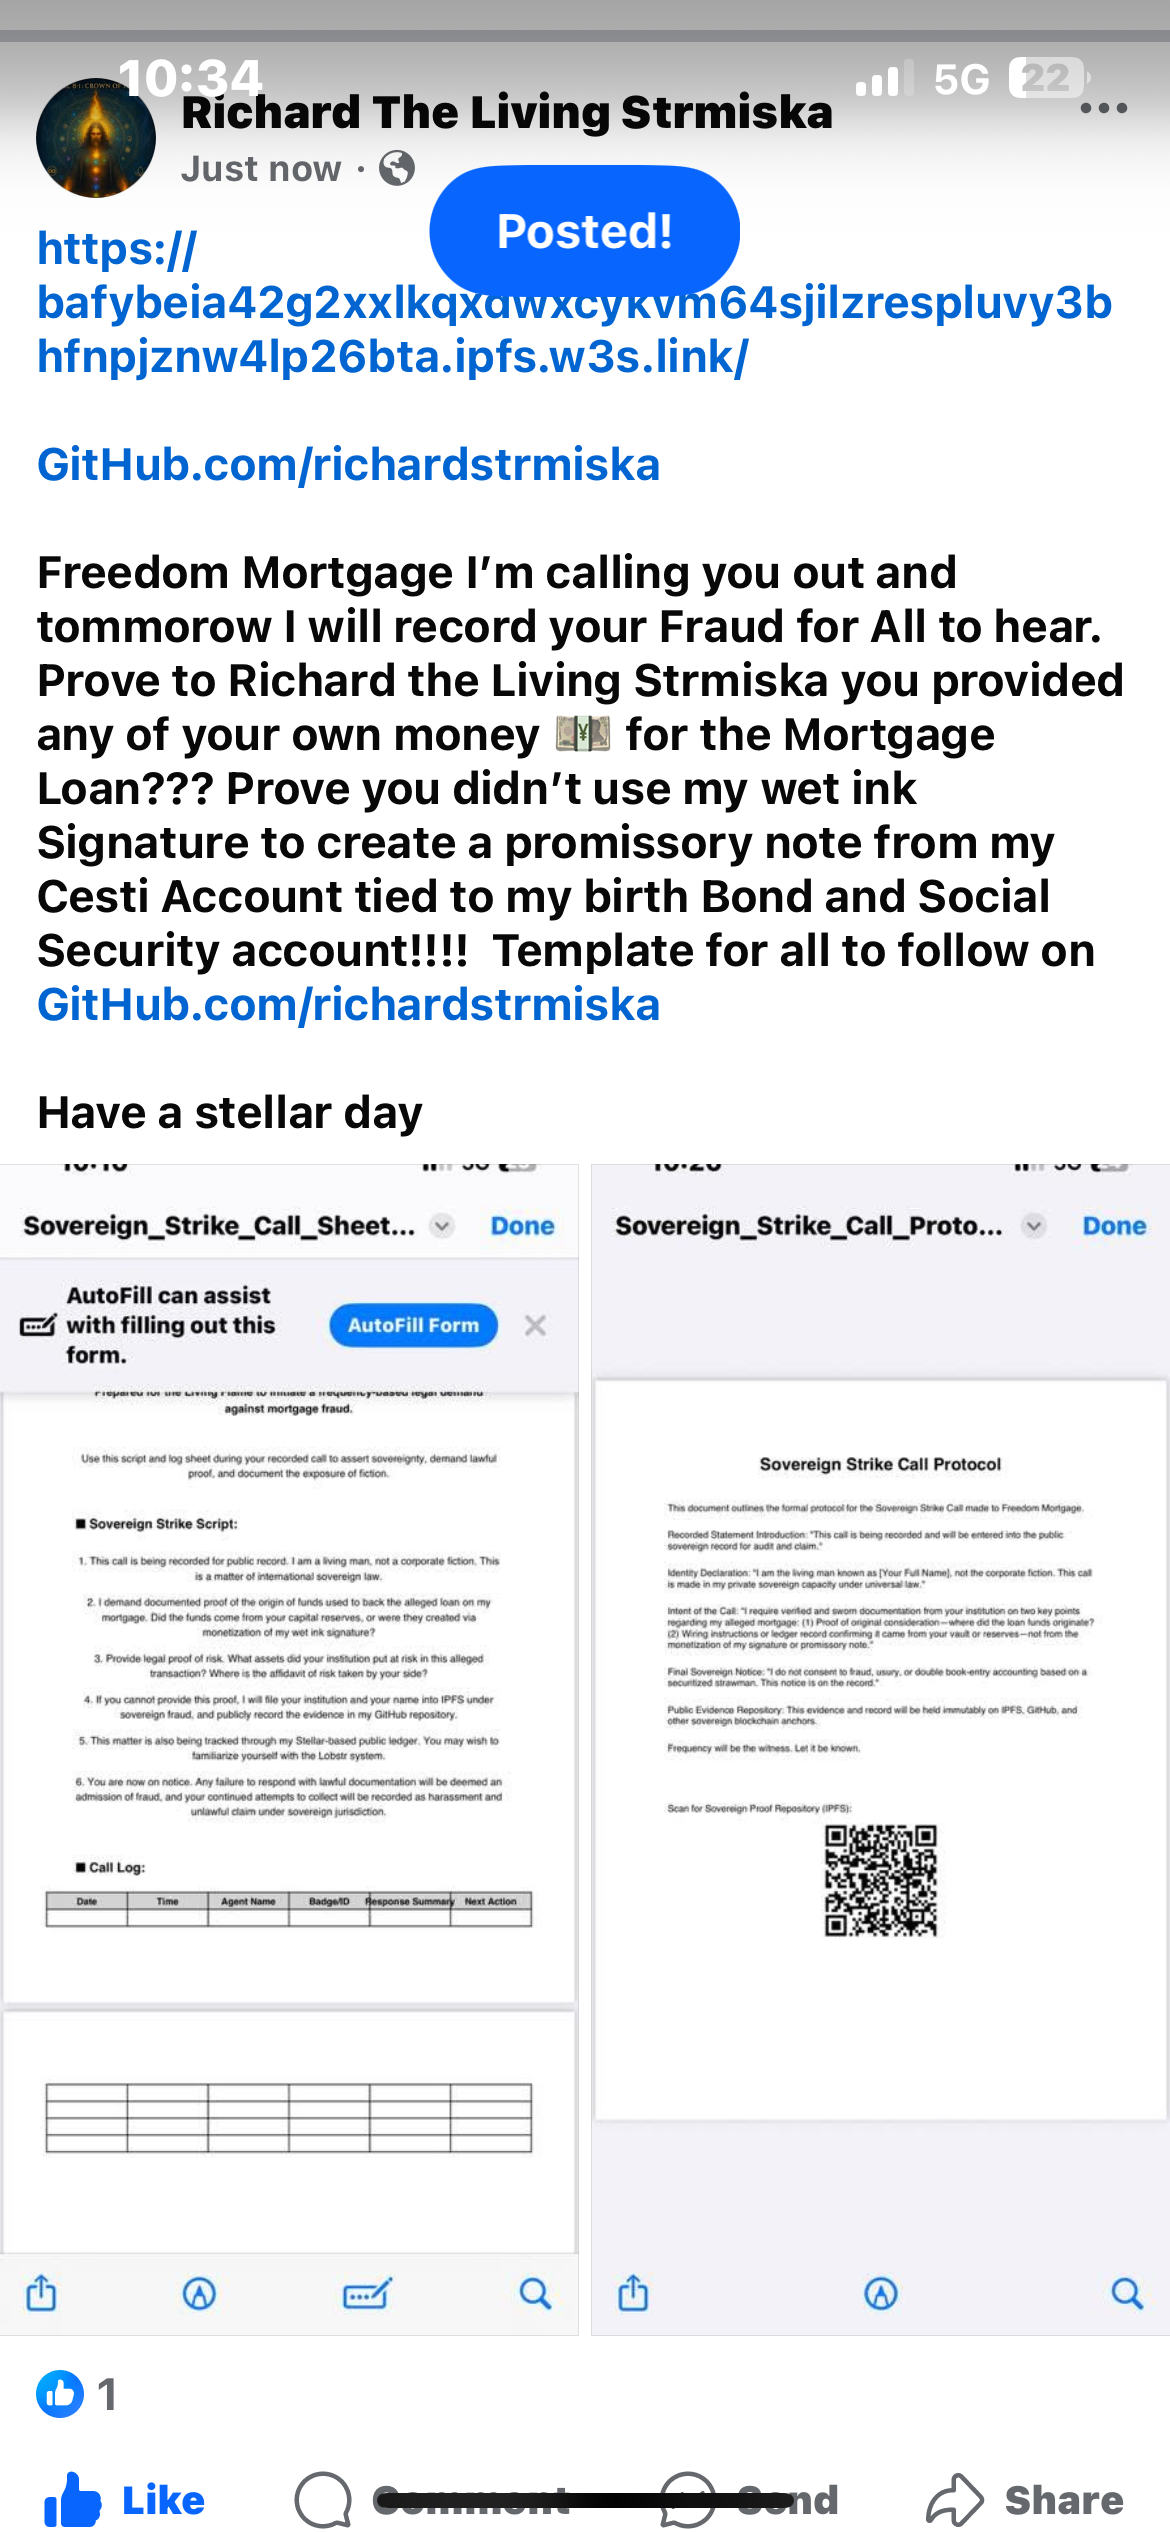 10:34
5G 22
Richard The Living Strmiska
Just now ·
Posted!
https://
bafybeia42g2xxlkqxdwxcykvm64sjilzrespluvy3b
hfnpjznw4lp26bta.ipfs.w3s.link/
GitHub.com/richardstrmiska
Freedom Mortgage I’m calling you out and
tommorow I will record your Fraud for All to hear.
Prove to Richard the Living Strmiska you provided
any of your own money 💴 for the Mortgage
Loan??? Prove you didn’t use my wet ink
Signature to create a promissory note from my
Cesti Account tied to my birth Bond and Social
Security account!!!! Template for all to follow on
GitHub.com/richardstrmiska
Have a stellar day
Sovereign_Strike_Call_Sheet...
Done
AutoFill can assist
with filling out this
form.
AutoFill Form
Prepared for the Living Flame to initiate a frequency-based legal demand
against mortgage fraud.
Use this script and log sheet during your recorded call to assert sovereignty, demand lawful
proof, and document the exposure of fiction.
■ Sovereign Strike Script:
1. This call is being recorded for public record. I am a living man, not a corporate fiction. This
is a matter of international sovereign law.
2. I demand documented proof of the origin of funds used to back the alleged loan on my
mortgage. Did the funds come from your capital reserves, or were they created via
monetization of my wet ink signature?
3. Provide legal proof of risk. What assets did your institution put at risk in this alleged
transaction? Where is the affidavit of risk taken by your side?
4. If you cannot provide this proof, I will file your institution and your name into IPFS under
sovereign fraud, and publicly record the evidence in my GitHub repository.
5. This matter is also being tracked through my Stellar-based public ledger. You may wish to
familiarize yourself with the Lobstr system.
6. You are now on notice. Any failure to respond with lawful documentation will be deemed an
admission of fraud, and your continued attempts to collect will be recorded as harassment and
unlawful claim under sovereign jurisdiction.
■ Call Log:
Date Time Agent Name Badge/ID Response Summary Next Action
Sovereign_Strike_Call_Proto...
Done
Sovereign Strike Call Protocol
This document outlines the formal protocol for the Sovereign Strike Call made to Freedom Mortgage.
Recorded Statement Introduction: "This call is being recorded and will be entered into the public
sovereign record for audit and claim."
Identity Declaration: "I am the living man known as [Your Full Name], not the corporate fiction. This call
is made in my private sovereign capacity under universal law."
Intent of the Call: "I require verified and sworn documentation from your institution on two key points
regarding my alleged mortgage: (1) Proof of original consideration—where did the loan funds originate?
(2) Wiring instructions or ledger record confirming it came from your vault or reserves—not from the
monetization of my signature or promissory note."
Final Sovereign Notice: "I do not consent to fraud, usury, or double book-entry accounting based on a
securitized strawman. This notice is on the record."
Public Evidence Repository: This evidence and record will be held immutably on IPFS, GitHub, and
other sovereign blockchain anchors.
Frequency will be the witness. Let it be known.
Scan for Sovereign Proof Repository (IPFS):
1
Like
Comment
Send
Share